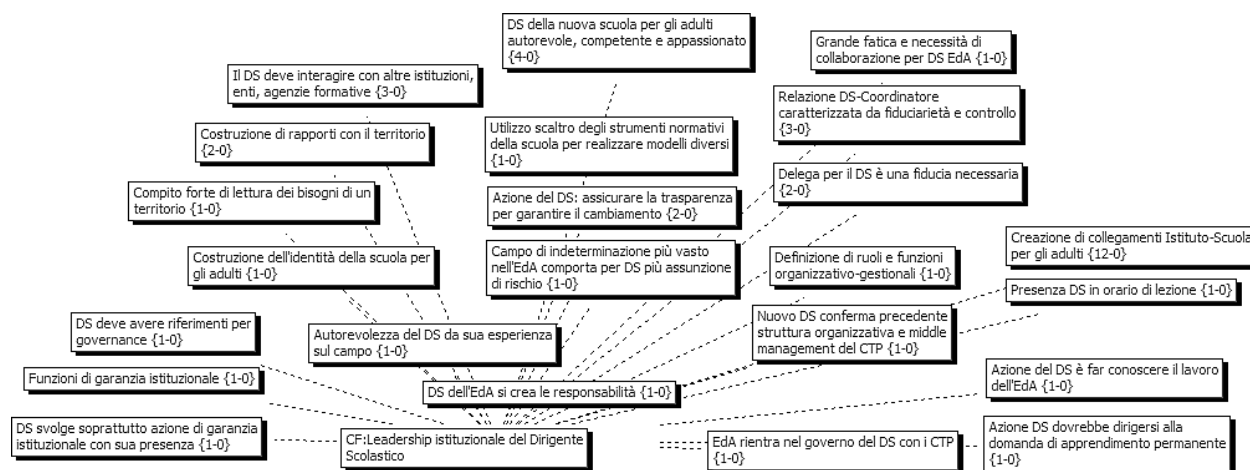 DS della nuova scuola per gli adulti
autorevole, competente e appassionato
{4-0}
Grande fatica e necessità di
collaborazione per DS EdA {1-0}
Il DS deve interagire con altre istituzioni,
enti, agenzie formative {3-0}
Relazione DS-Coordinatore
caratterizzata da fiduciarietà e controllo
{3-0}
Costruzione di rapporti con il territorio
{2-0}
Utilizzo scaltro degli strumenti normativi
della scuola per realizzare modelli diversi
{1-0}
Delega per il DS è una fiducia necessaria
{2-0}
Compito forte di lettura dei bisogni di un
territorio {1-0}
Azione del DS: assicurare la trasparenza
per garantire il cambiamento {2-0}
Creazione di collegamenti Istituto-Scuola
per gli adulti {12-0}
Costruzione dell'identità della scuola per
gli adulti {1-0}
Campo di indeterminazione più vasto
nell'EdA comporta per DS più assunzione
di rischio {1-0}
Definizione di ruoli e funzioni
organizzativo-gestionali {1-0}
Presenza DS in orario di lezione {1-0}
DS deve avere riferimenti per
governance {1-0}
Autorevolezza del DS da sua esperienza
sul campo {1-0}
Nuovo DS conferma precedente
struttura organizzativa e middle
management del CTP {1-0}
Funzioni di garanzia istituzionale {1-0}
DS dell'EdA si crea le responsabilità {1-0}
Azione del DS è far conoscere il lavoro
dell'EdA {1-0}
DS svolge soprattutto azione di garanzia
istituzionale con sua presenza {1-0}
CF:Leadership istituzionale del Dirigente
Scolastico
EdA rientra nel governo del DS con i CTP
{1-0}
Azione DS dovrebbe dirigersi alla
domanda di apprendimento permanente
{1-0}